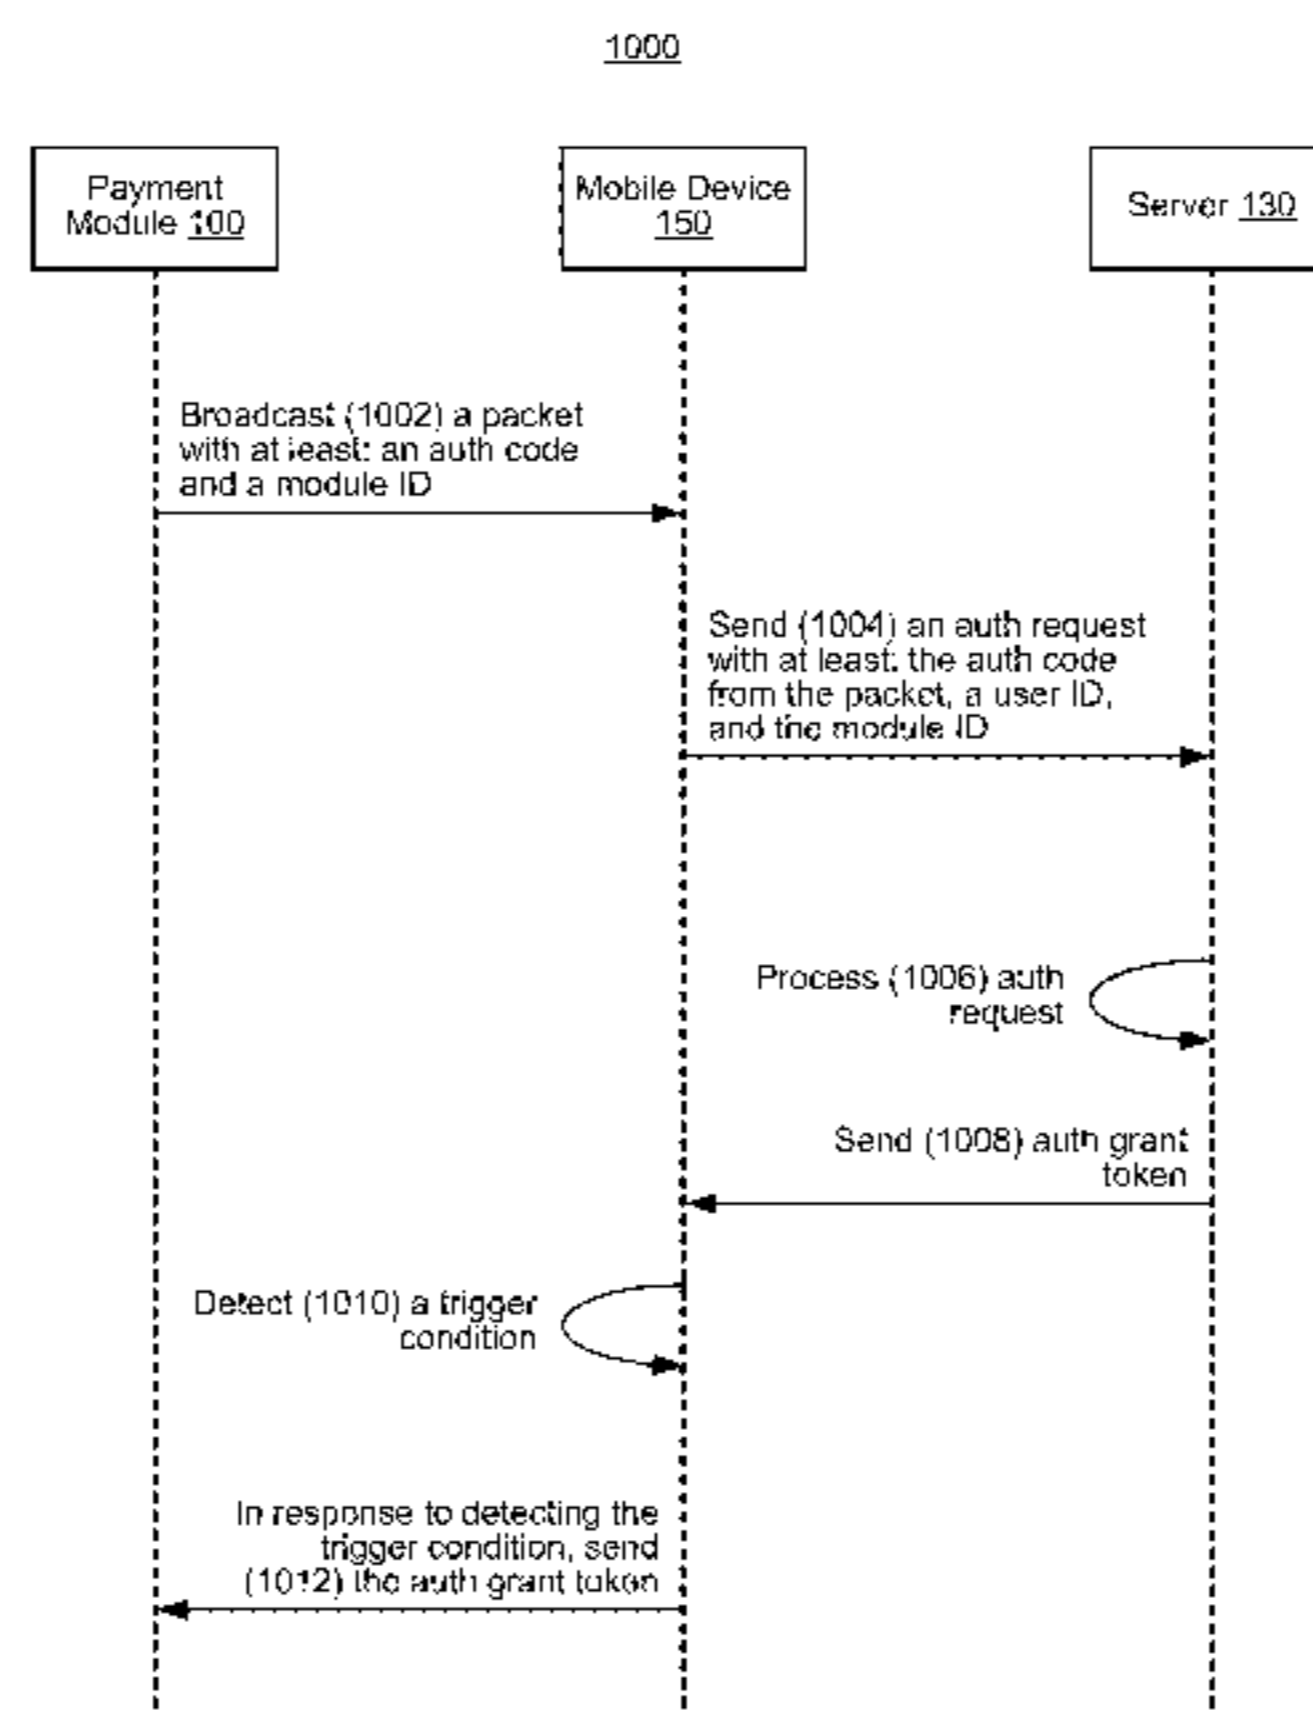 1000
Payment
Module 100
Mobile Device
150
Server 130
Broadcast (1002) a packet
with at least: an auth code
and a module ID
Send (1004) an auth request
with at least: the auth code
from the packet, a user ID,
and the module ID
Process (1006) auth
request
Send (1008) auth grant
token
Detect (1010) a trigger
condition
In response to detecting the
trigger condition, send
(1012) the auth grant token